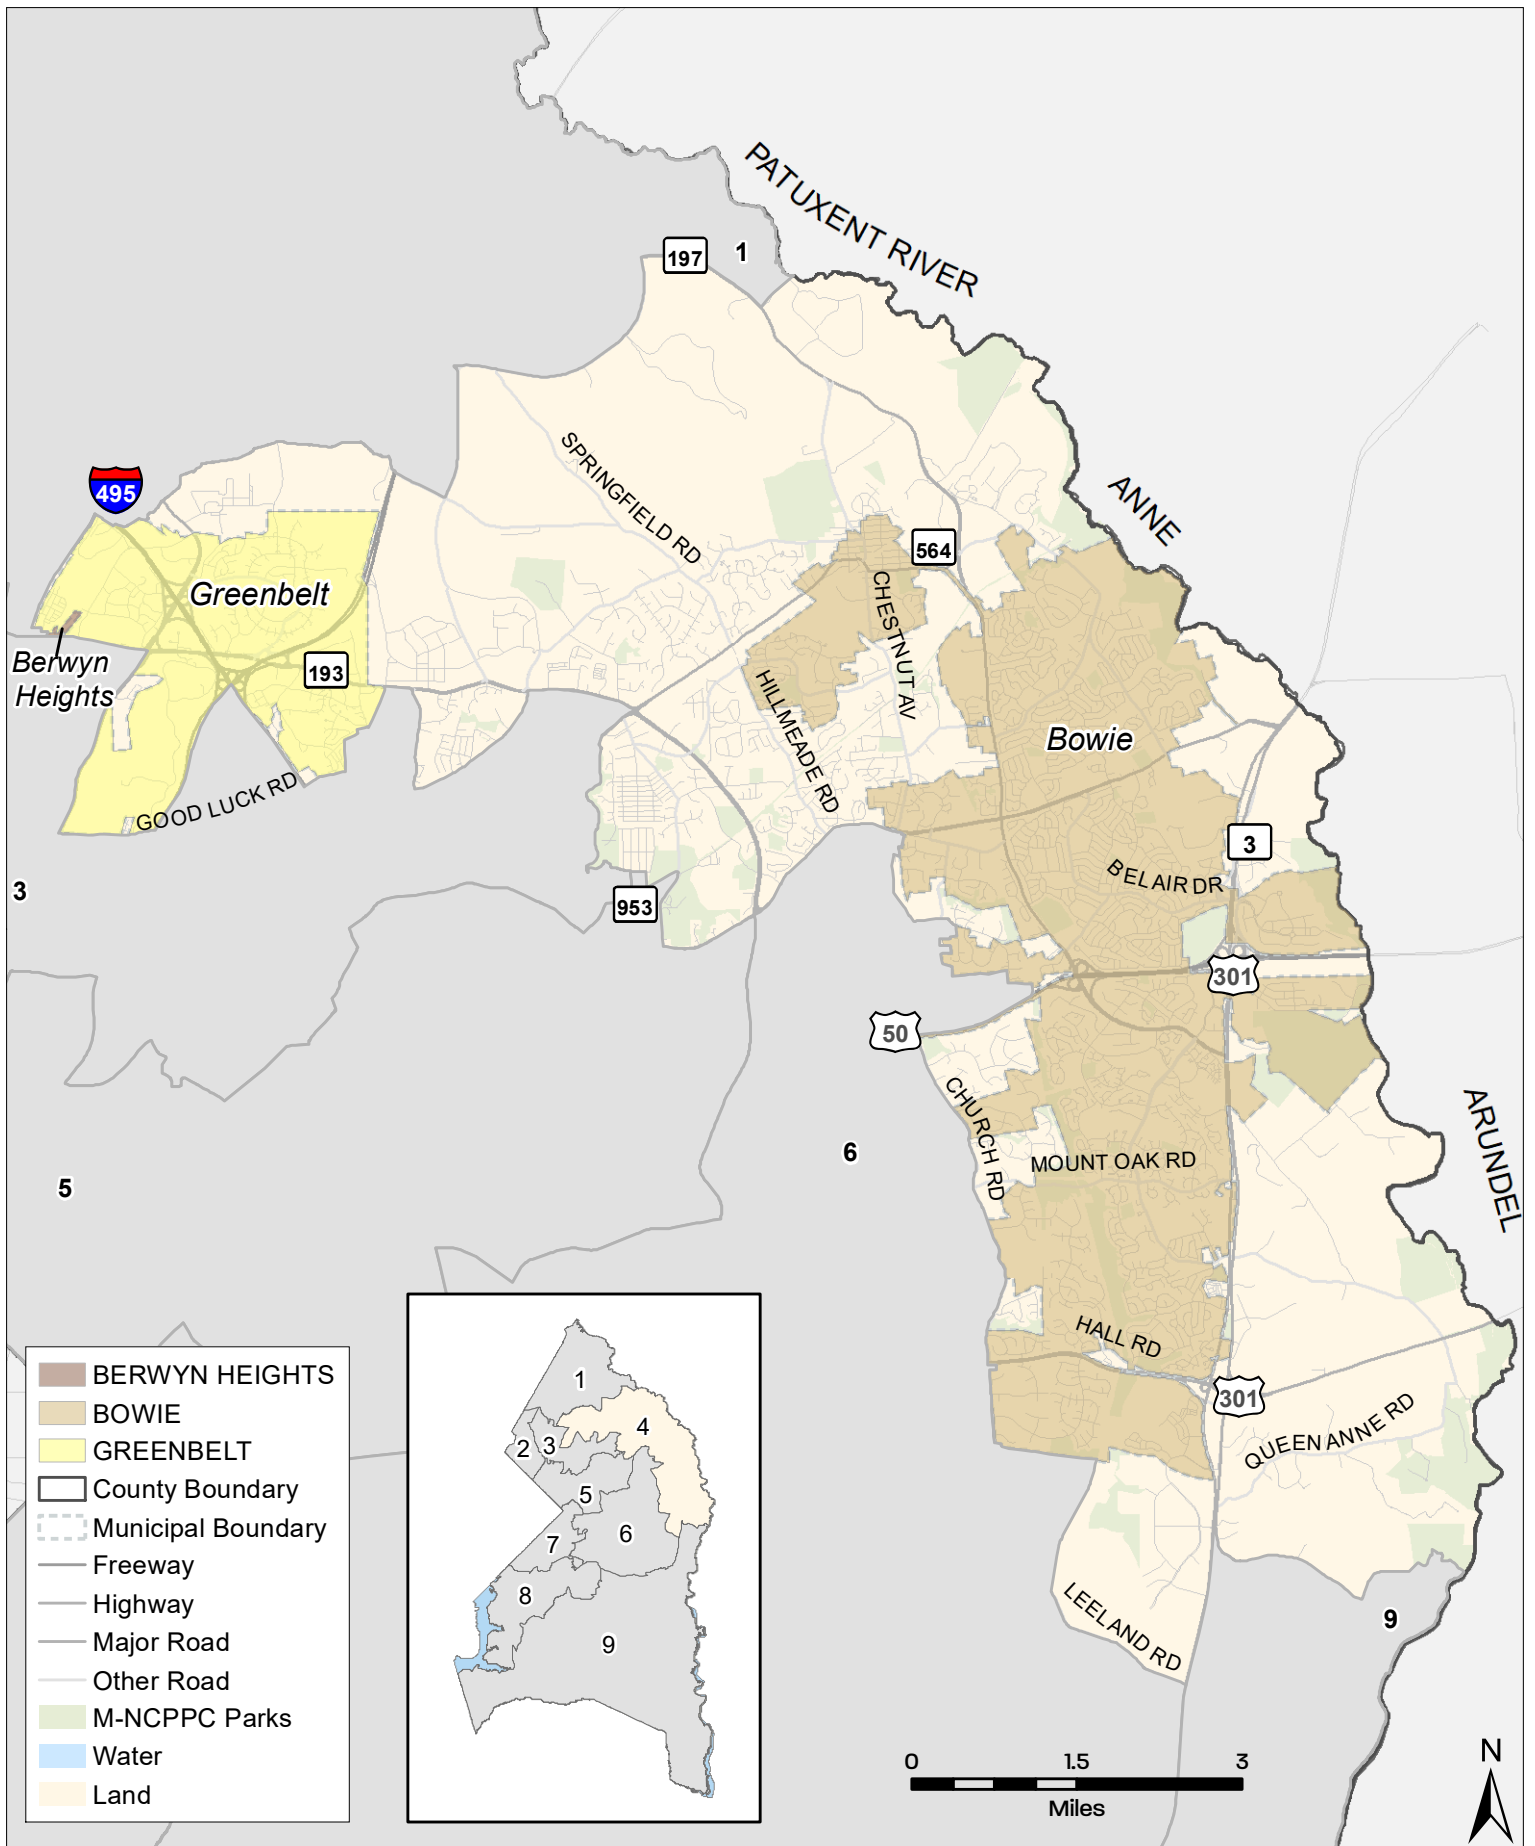 PATUXENT RIVER
197
1
ANNE
SPRINGFIELD RD
495
564
Greenbelt
CHESTNUT AV
Berwyn
Heights
193
HILLMEADE RD
Bowie
GOOD LUCK RD
3
BELAIR DR
3
953
301
50
CHURCH RD
ARUNDEL
6
MOUNT OAK RD
5
HALL RD
301
QUEEN ANNE RD
LEELAND RD
9
BERWYN HEIGHTS
BOWIE
GREENBELT
County Boundary
Municipal Boundary
Freeway
Highway
Major Road
Other Road
M-NCPPC Parks
Water
Land
1
4
2
3
5
6
7
8
9
0 1.5 3
Miles
N